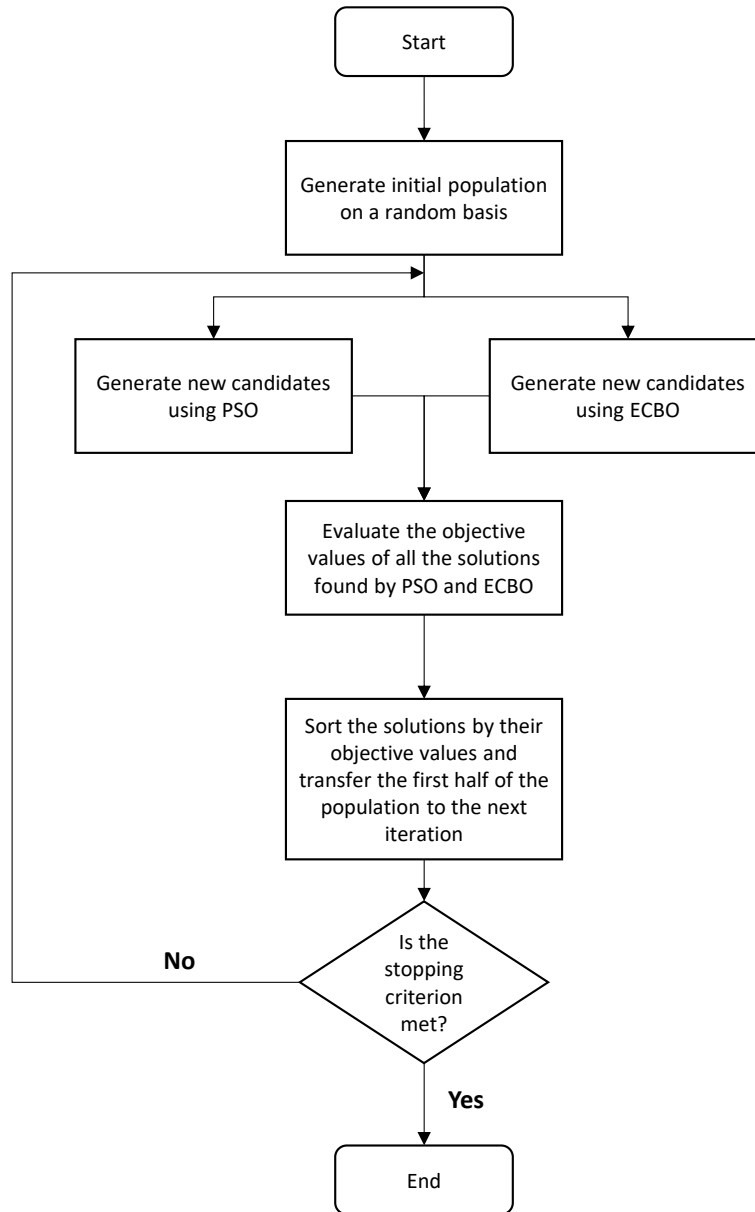 Start
Generate initial population
on a random basis
Generate new candidates
using PSO
Generate new candidates
using ECBO
Evaluate the objective
values of all the solutions
found by PSO and ECBO
Sort the solutions by their
objective values and
transfer the first half of the
population to the next
iteration
Is the
stopping
criterion
met?
No
Yes
End